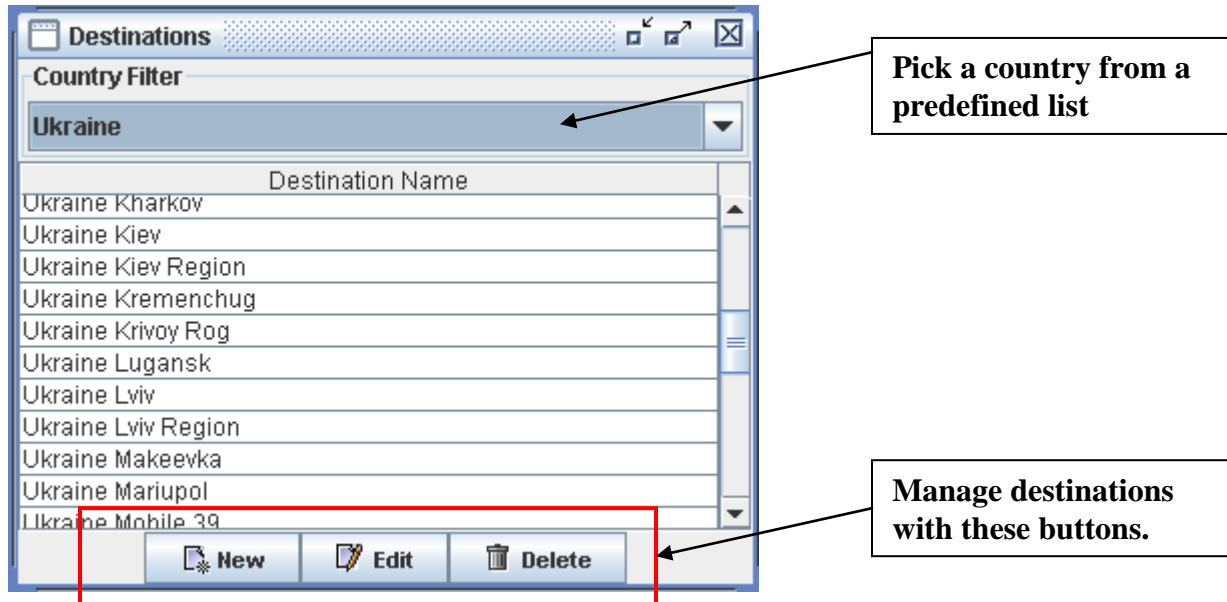 Destinations
Country Filter
Ukraine
Destination Name
Ukraine Kharkov
Ukraine Kiev
Ukraine Kiev Region
Ukraine Kremenchug
Ukraine Krivoy Rog
Ukraine Lugansk
Ukraine Lviv
Ukraine Lviv Region
Ukraine Makeevka
Ukraine Mariupol
Ukraine Mobile 39
New Edit Delete
Pick a country from a
predefined list
Manage destinations
with these buttons.